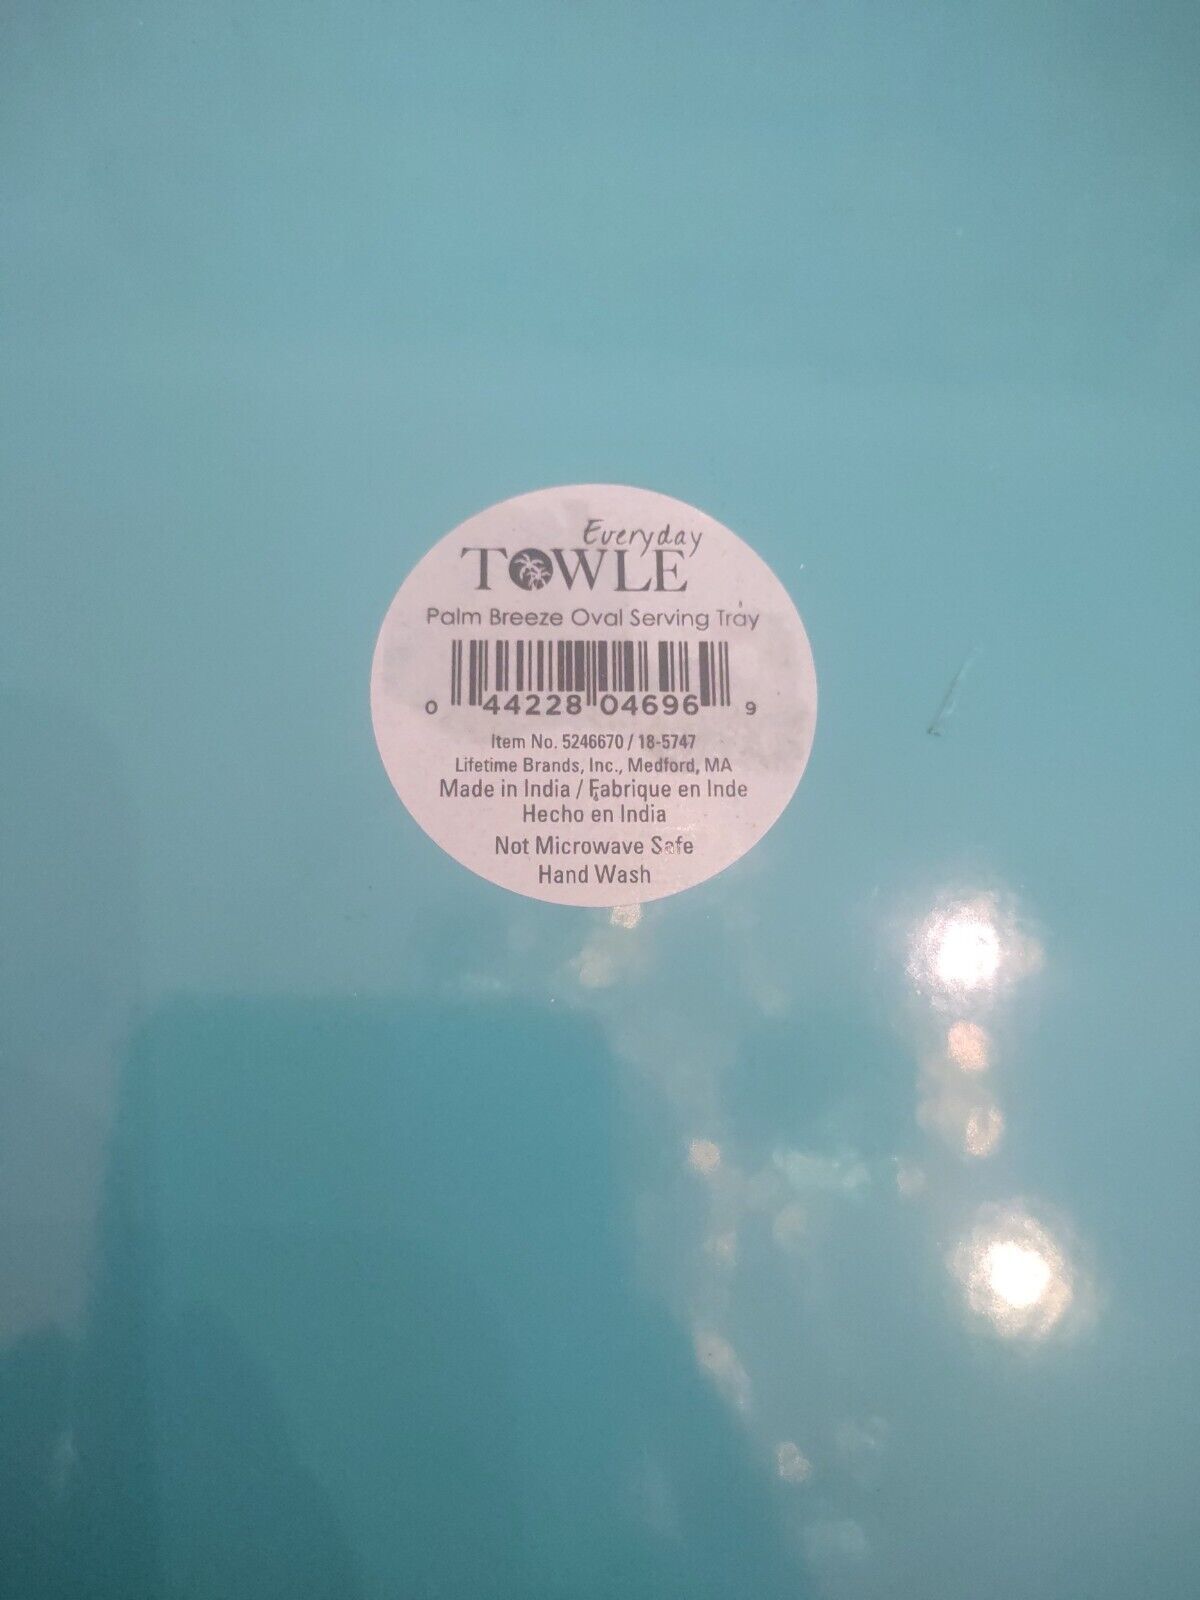 Everyday
TOWLE
Palm Breeze Oval Serving Tray
0 44228 04696 9
Item No. 5246670 / 18-5747
Lifetime Brands, Inc., Medford, MA
Made in India / Fabrique en Inde
Hecho en India
Not Microwave Safe
Hand Wash